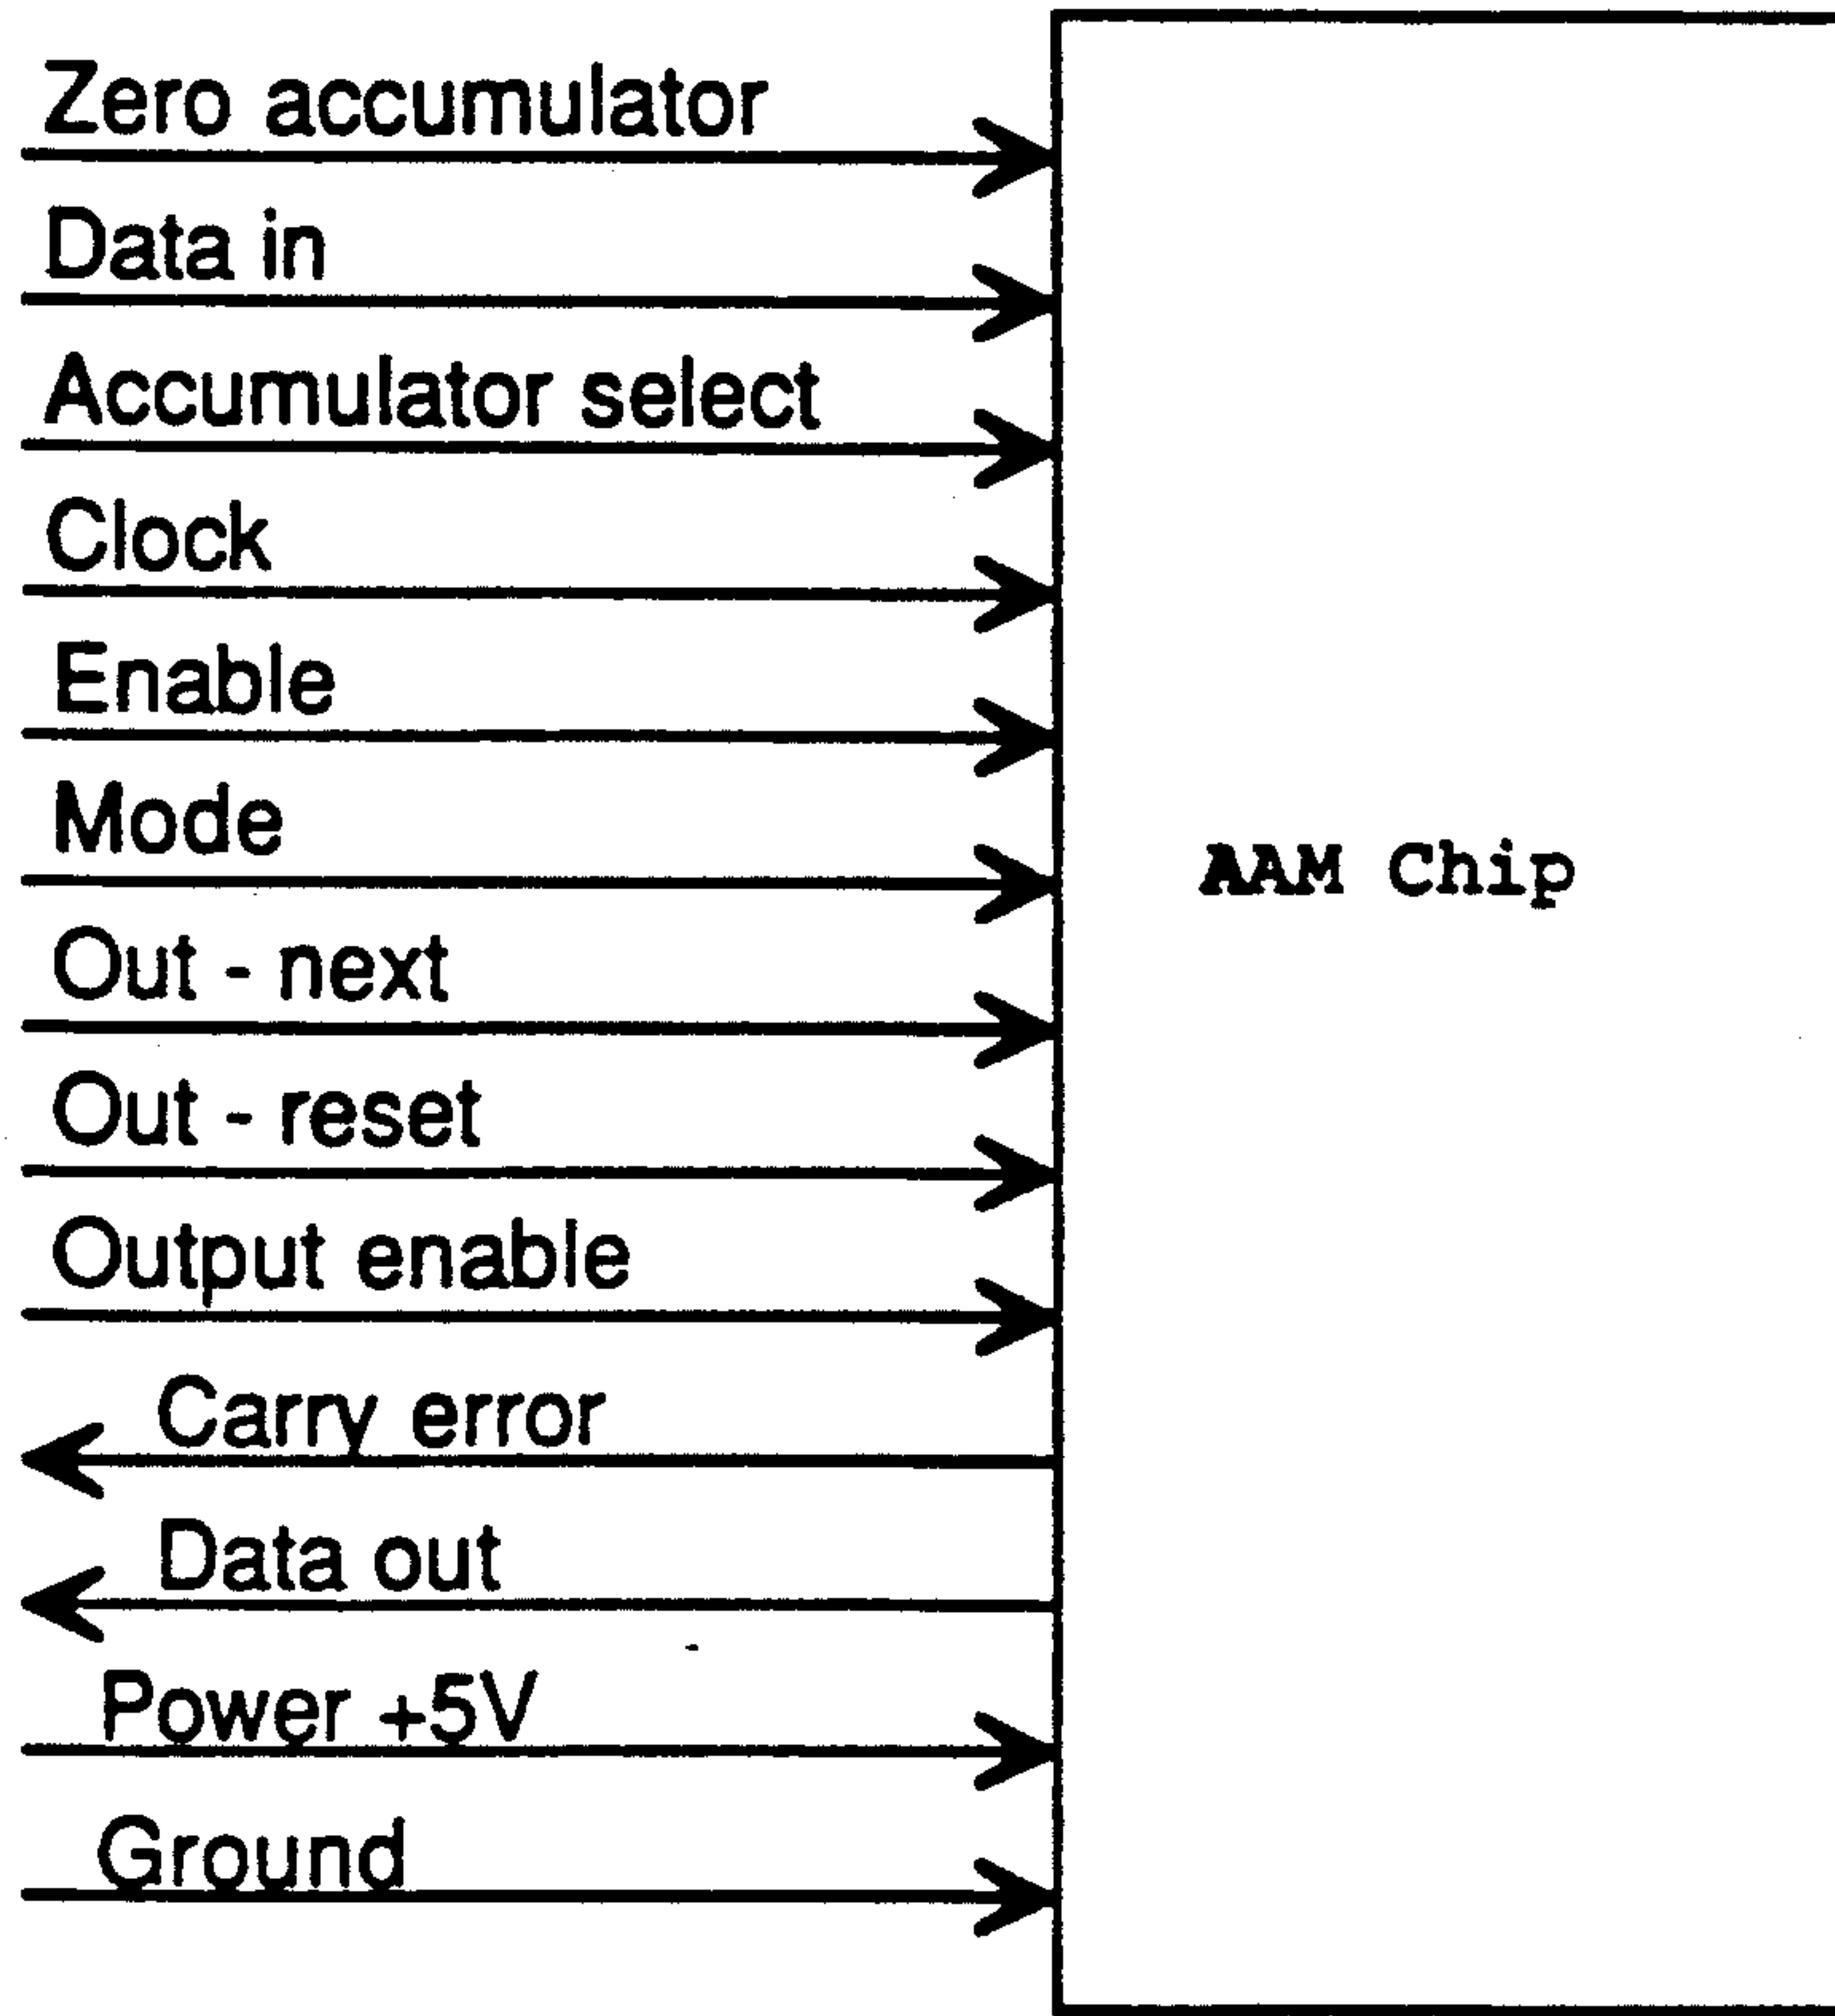 Zero accumulator
Data in
Accumulator select
Clock
Enable
Mode
AAM Chip
Out - next
Out - reset
Output enable
Carry error
Data out
Power +5V
Ground